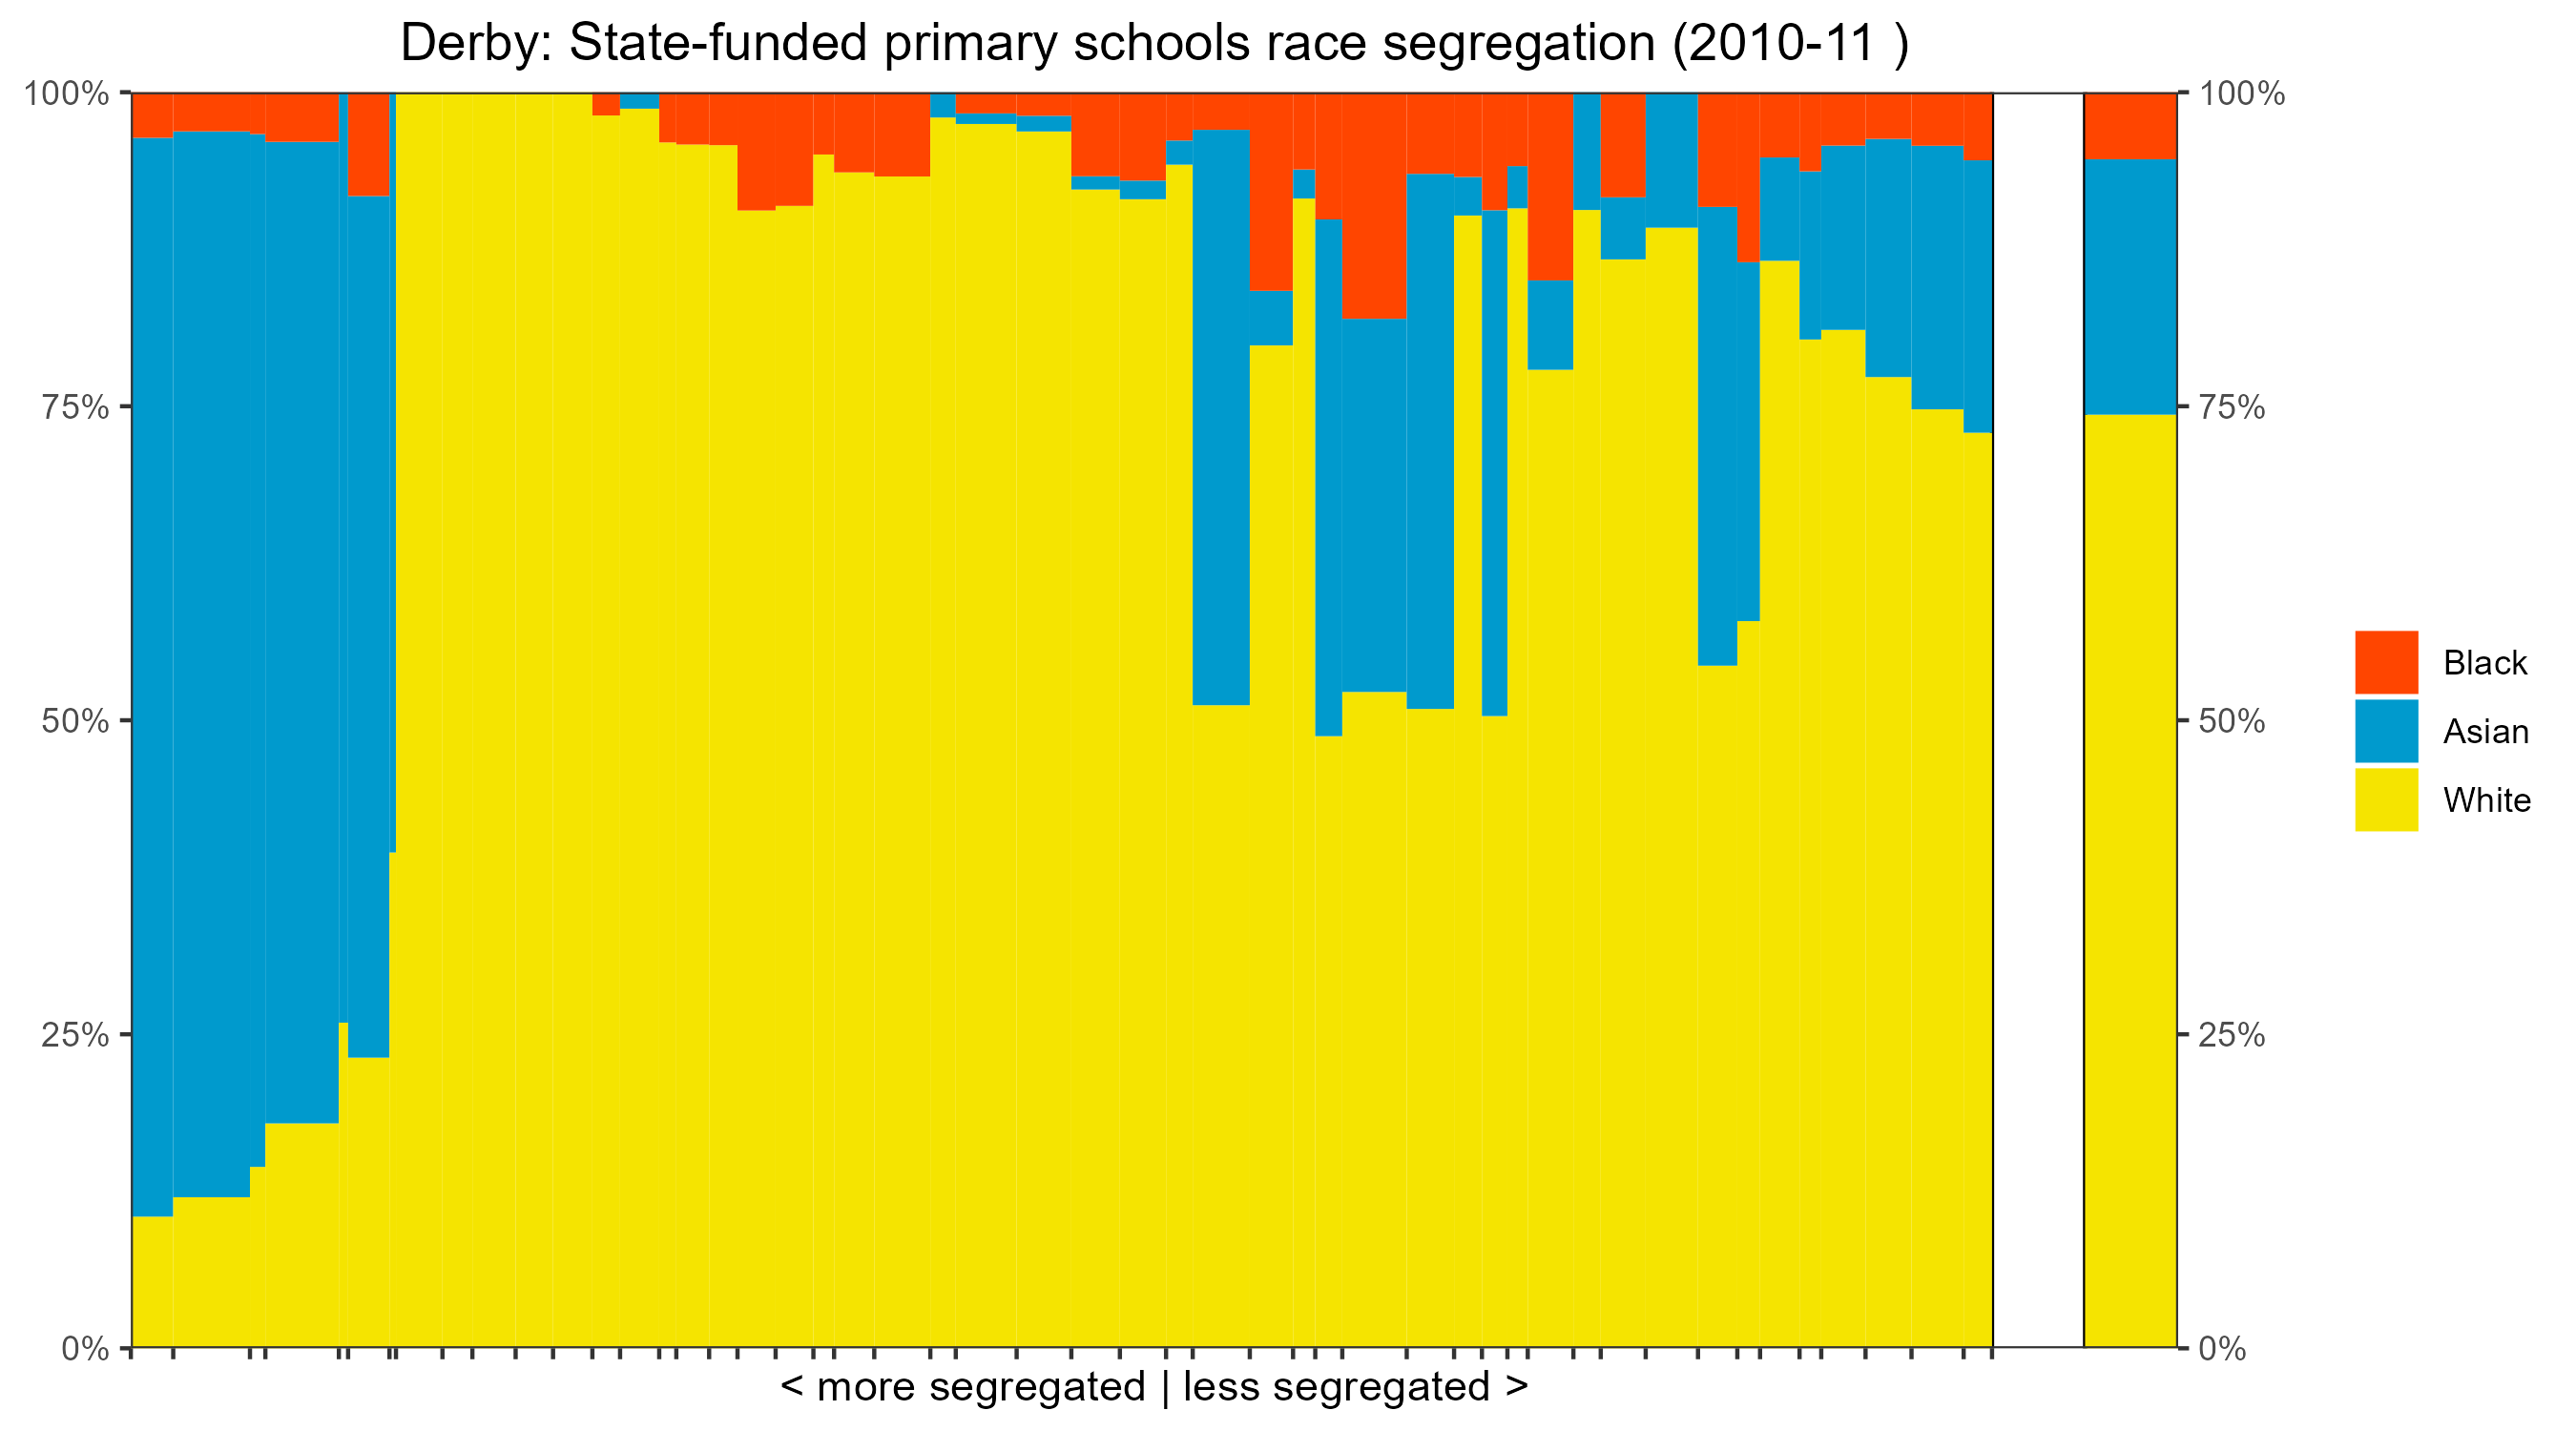 Derby: State-funded primary schools race segregation (2010-11 )
100%
75%
50%
25%
0%
100%
75%
50%
25%
0%
Black
Asian
White
< more segregated | less segregated >